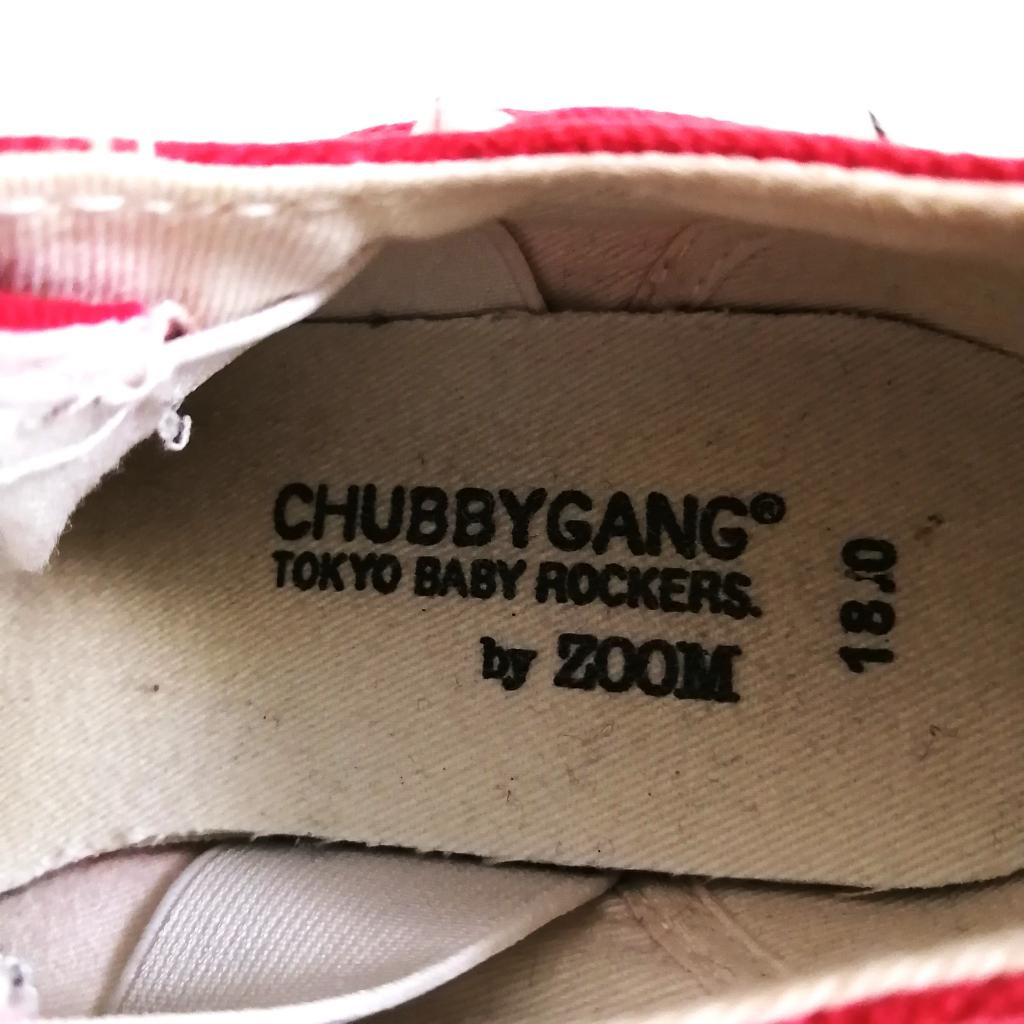 CHUBBYGANG®
TOKYO BABY ROCKERS.
by ZOOM
18.0